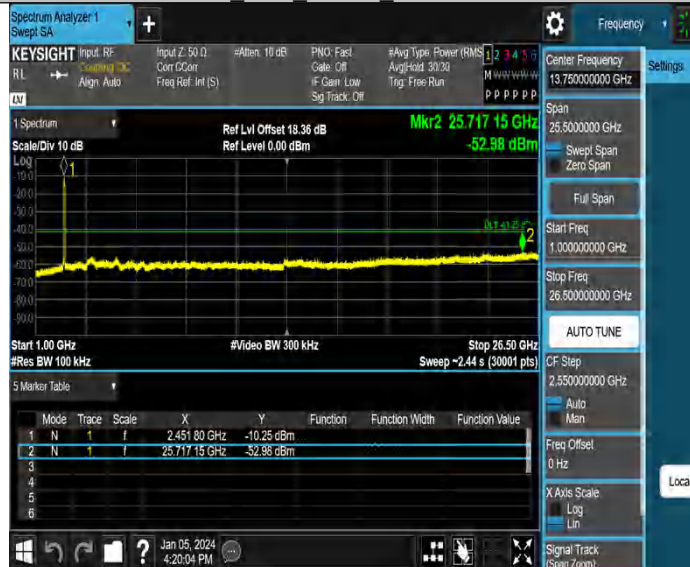 Spectrum Analyzer 1
Swept SA
+
Frequency
KEYSIGHT Input: RF
RL
Coupling: DC
Align: Auto
Input Z: 50 Ω
Corr CCorr
Freq Ref: Int (S)
#Atten: 10 dB
PNO: Fast
Gate: Off
IF Gain: Low
Sig Track: Off
#Avg Type: Power (RMS
Avg|Hold: 30/30
Trig: Free Run
1 2 3 4 5 6
M W W W W W
P P P P P P
LXI
1 Spectrum
Scale/Div 10 dB
Ref Lvl Offset 18.36 dB
Ref Level 0.00 dBm
Mkr2 25.717 15 GHz
-52.98 dBm
Log
1
-10.0
-20.0
-30.0
-40.0
2
-50.0
-60.0
-70.0
-80.0
-90.0
Start 1.00 GHz
#Video BW 300 kHz
Stop 26.50 GHz
#Res BW 100 kHz
Sweep ~2.44 s (30001 pts)
5 Marker Table
Mode Trace Scale X Y Function Function Width Function Value
1 N 1 f 2.451 80 GHz -10.25 dBm
2 N 1 f 25.717 15 GHz -52.98 dBm
3
4
5
6
?
Jan 05, 2024
4:20:04 PM
Center Frequency
13.750000000 GHz
Settings
Span
25.5000000 GHz
Swept Span
Zero Span
Full Span
Start Freq
1.000000000 GHz
Stop Freq
26.500000000 GHz
AUTO TUNE
CF Step
2.550000000 GHz
Auto
Man
Freq Offset
0 Hz
Loca
X Axis Scale
Log
Lin
Signal Track
(Span Zoom)